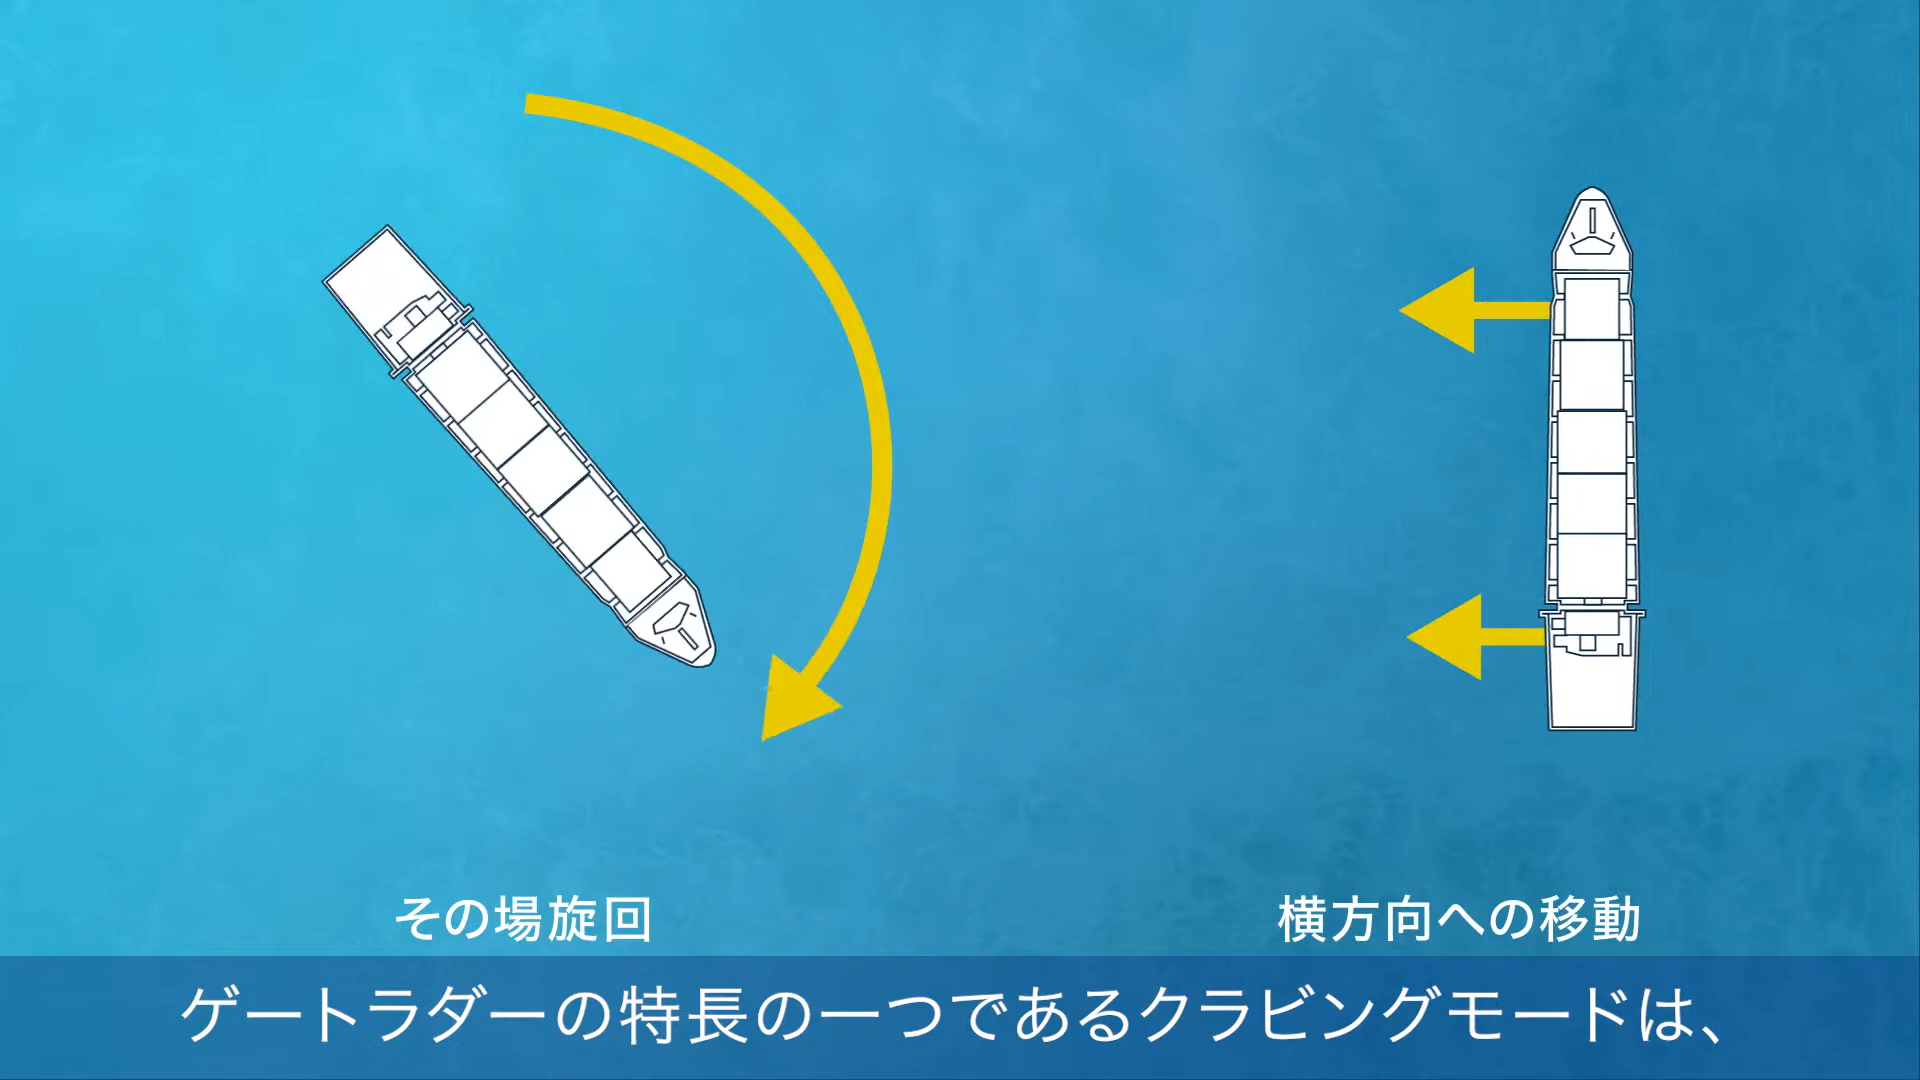 その場旋回
横方向への移動
ゲートラダーの特長の一つであるクラビングモードは、